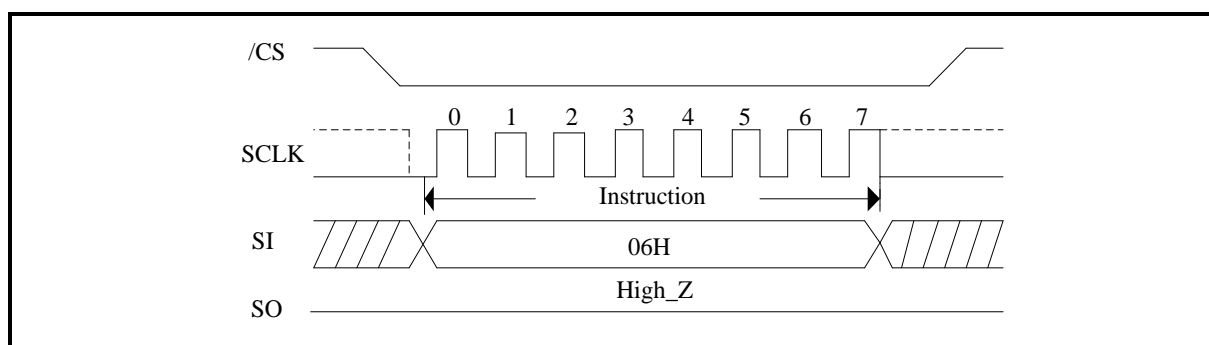 /CS
0 1 2 3 4 5 6 7
SCLK
Instruction
SI
06H
High_Z
SO